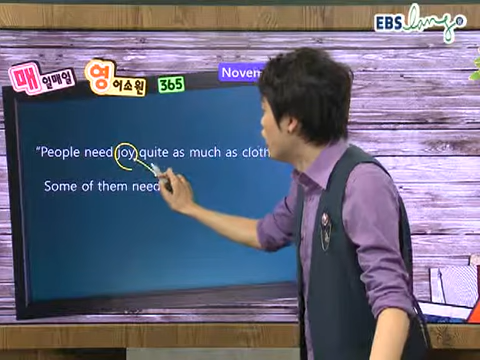 EBSlang
매일매일 영어소원 365
Novem
"People need joy quite as much as cloth
Some of them need